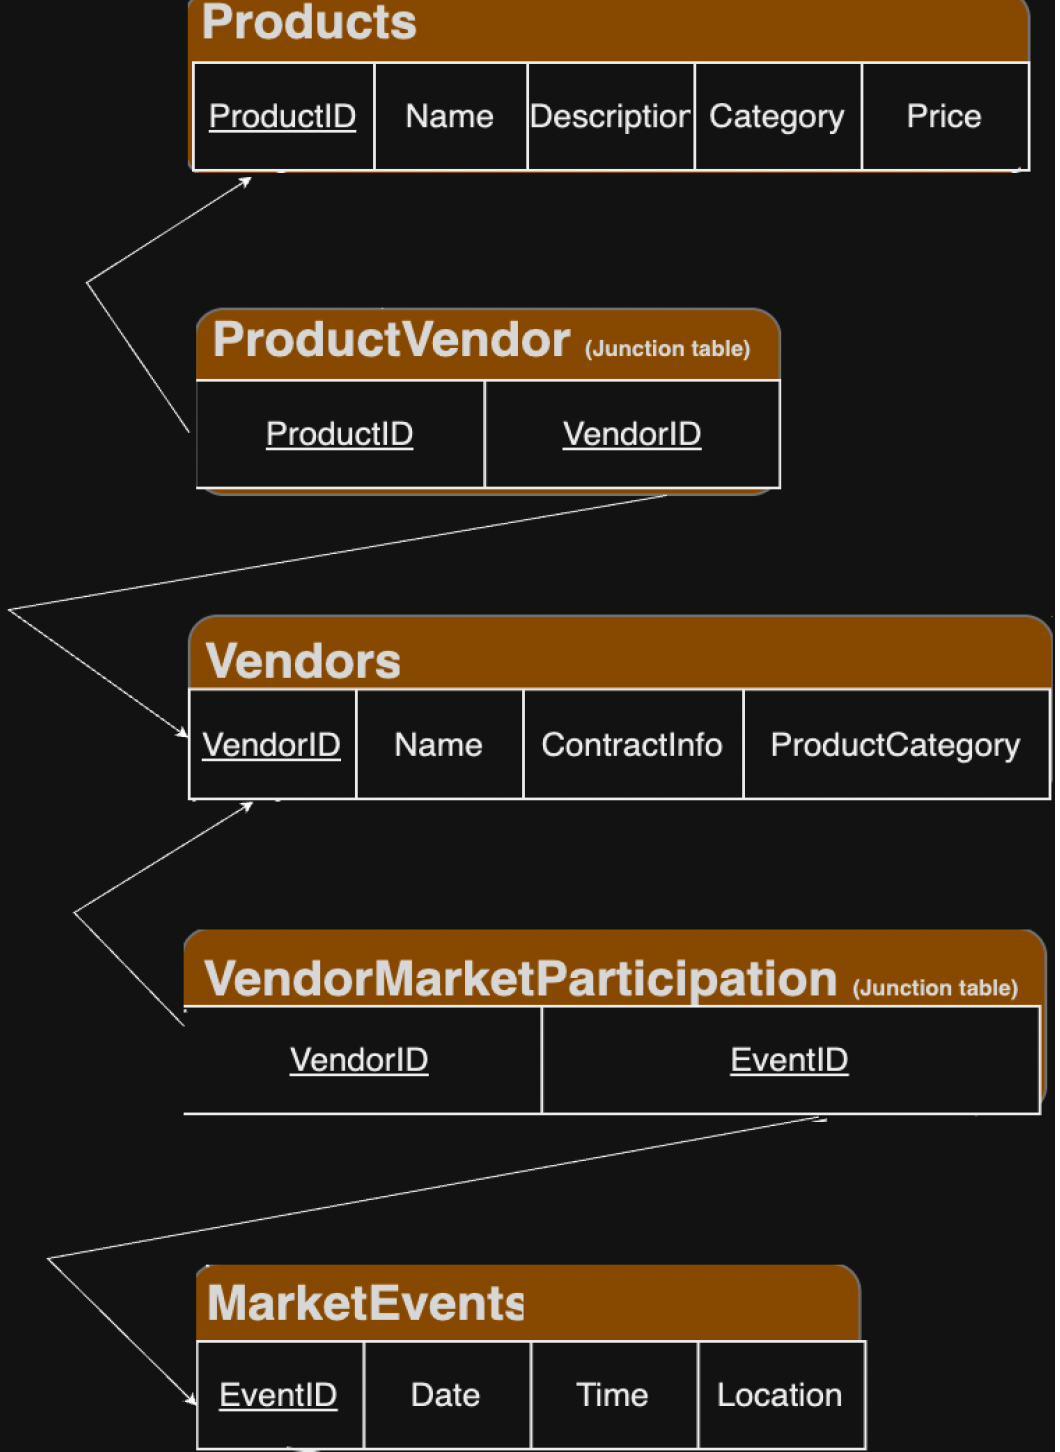 Products
ProductID Name Description Category Price
ProductVendor (Junction table)
ProductID VendorID
Vendors
VendorID Name ContractInfo ProductCategory
VendorMarketParticipation (Junction table)
VendorID EventID
MarketEvents
EventID Date Time Location